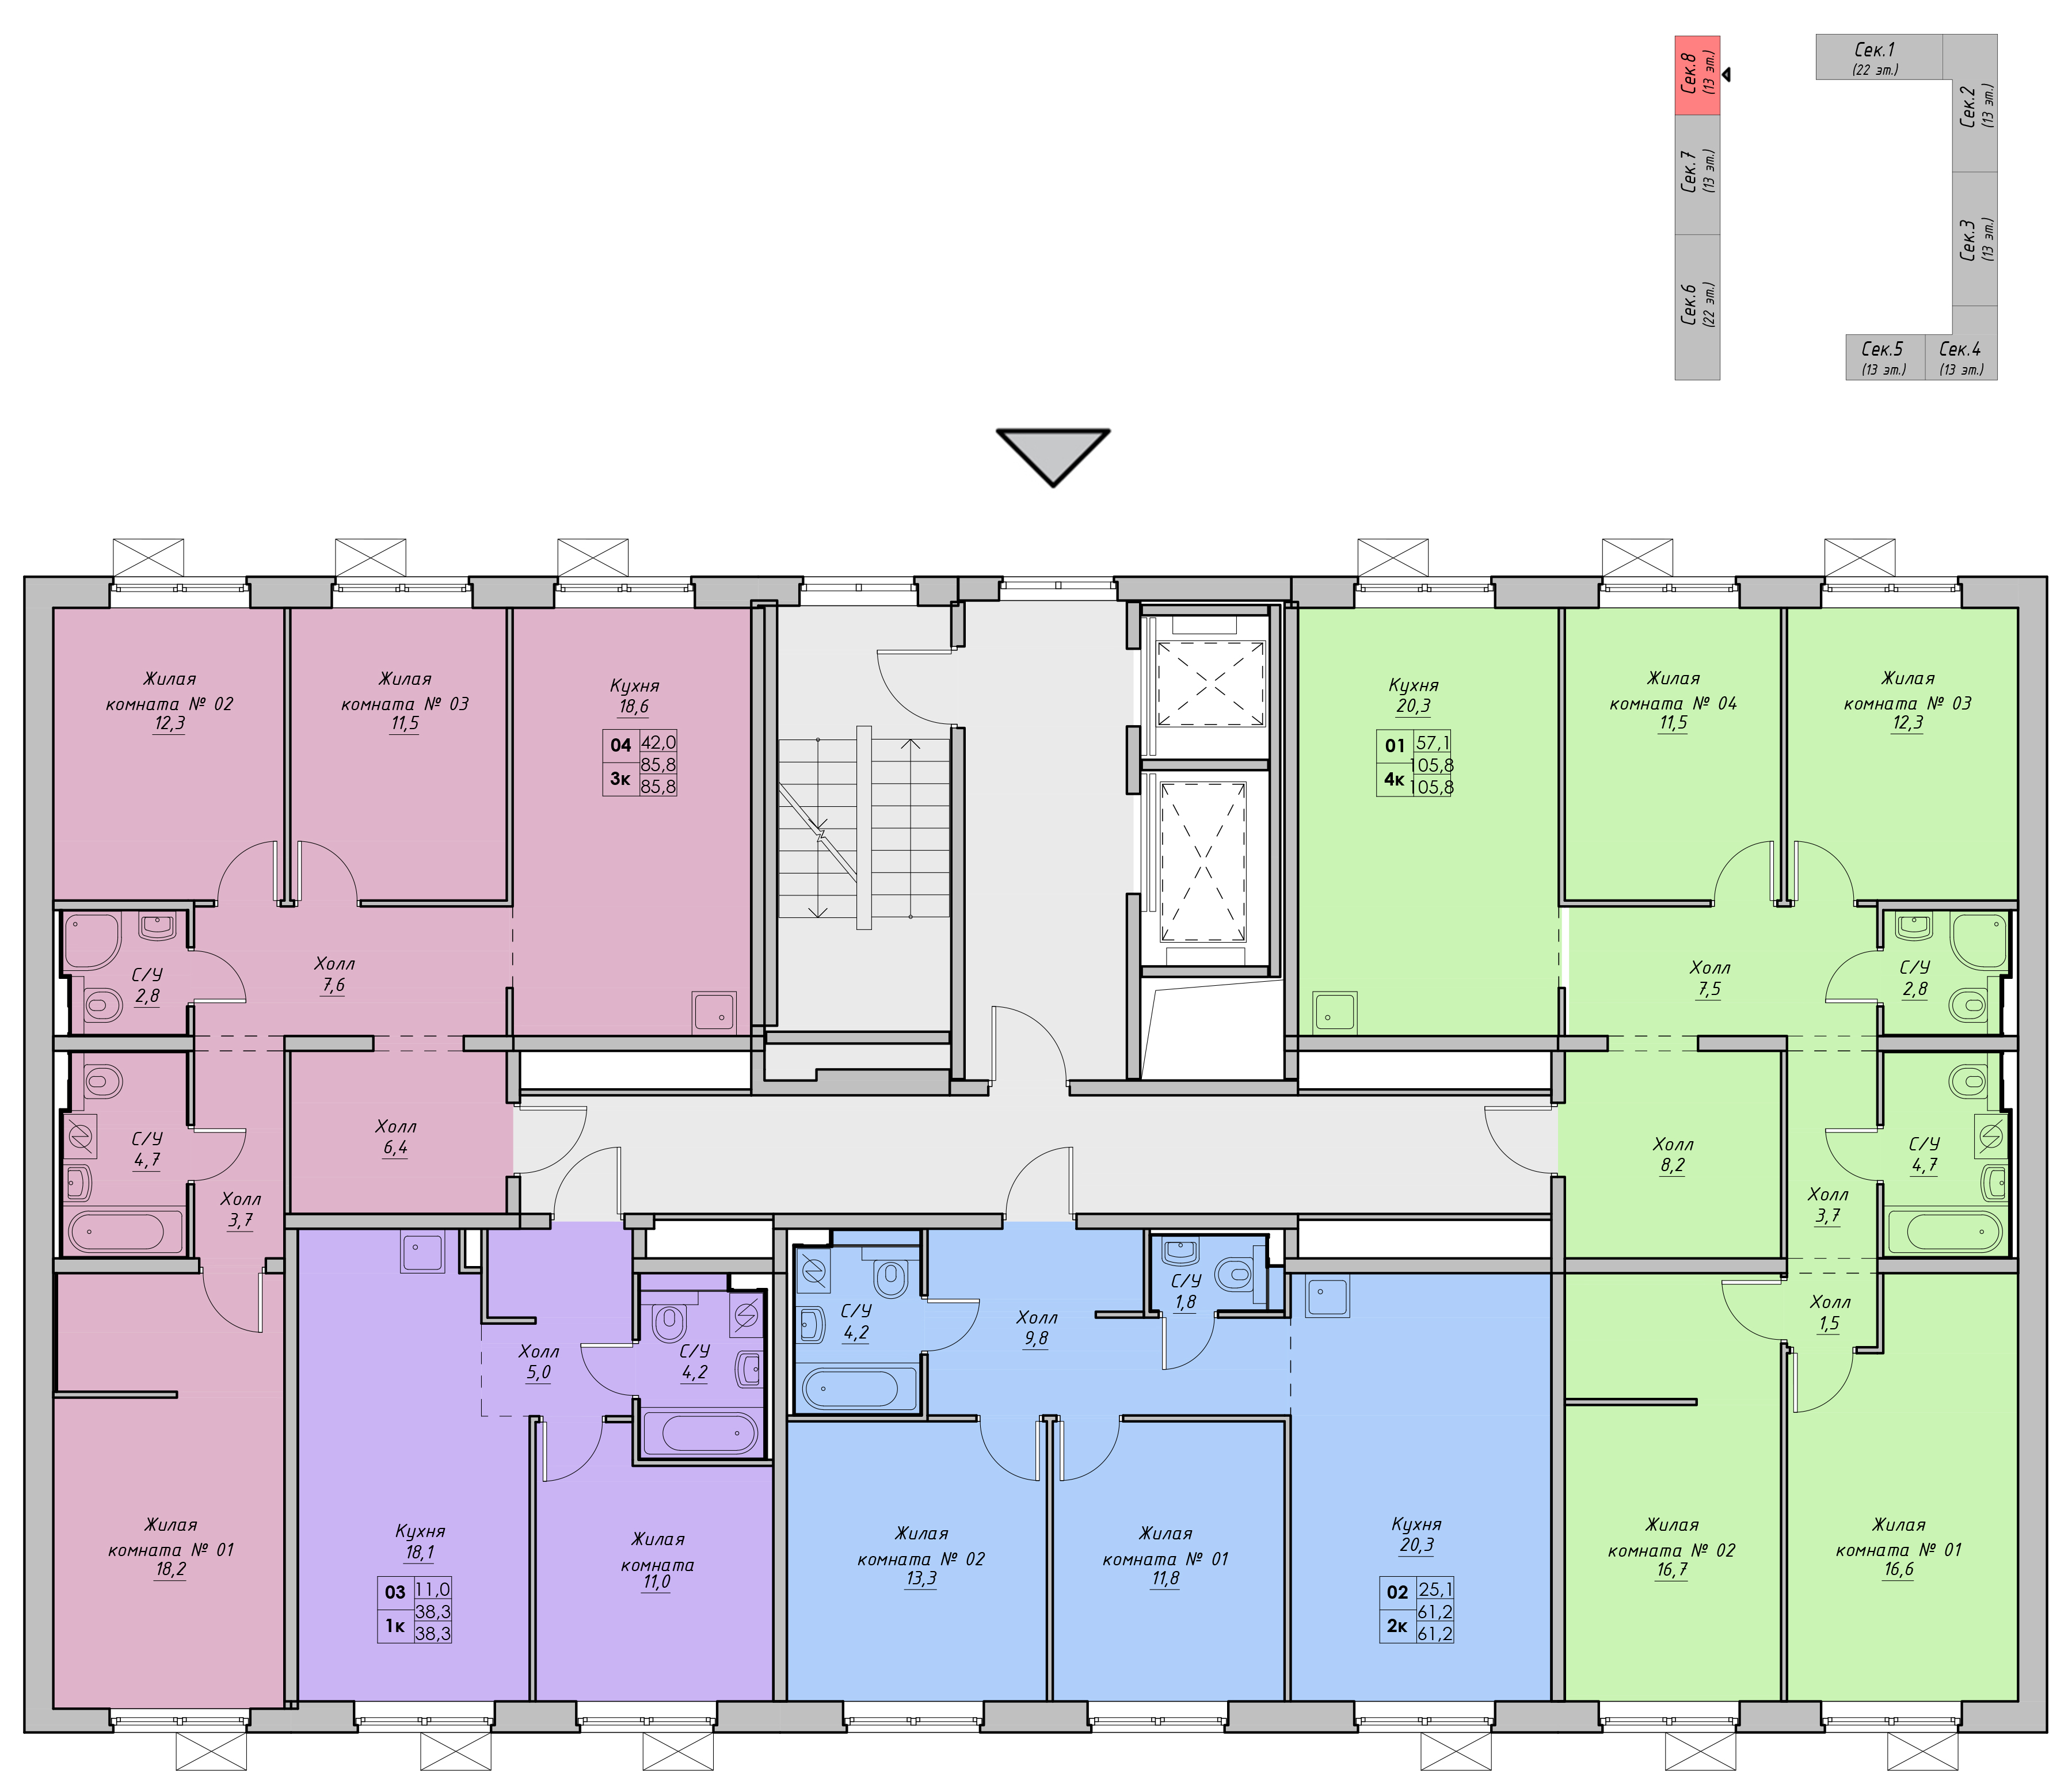 Сек.8
(13 эт.)
Сек.7
(13 эт.)
Сек.6
(22 эт.)
Сек.1
(22 эт.)
Сек.2
(13 эт.)
Сек.3
(13 эт.)
Сек.5
(13 эт.)
Сек.4
(13 эт.)
Жилая
комната № 02
12,3
Жилая
комната № 03
11,5
Кухня
18,6
04 42,0
85,8
3к 85,8
С/У
2,8
Холл
7,6
С/У
4,7
Холл
6,4
Холл
3,7
Жилая
комната № 01
18,2
Холл
5,0
С/У
4,2
Кухня
18,1
03 11,0
38,3
1к 38,3
Жилая
комната
11,0
С/У
4,2
Холл
9,8
С/У
1,8
Жилая
комната № 02
13,3
Жилая
комната № 01
11,8
Кухня
20,3
02 25,1
61,2
2к 61,2
Кухня
20,3
01 57,1
105,8
4к 105,8
Жилая
комната № 04
11,5
Жилая
комната № 03
12,3
Холл
7,5
С/У
2,8
Холл
8,2
С/У
4,7
Холл
3,7
Холл
1,5
Жилая
комната № 02
16,7
Жилая
комната № 01
16,6